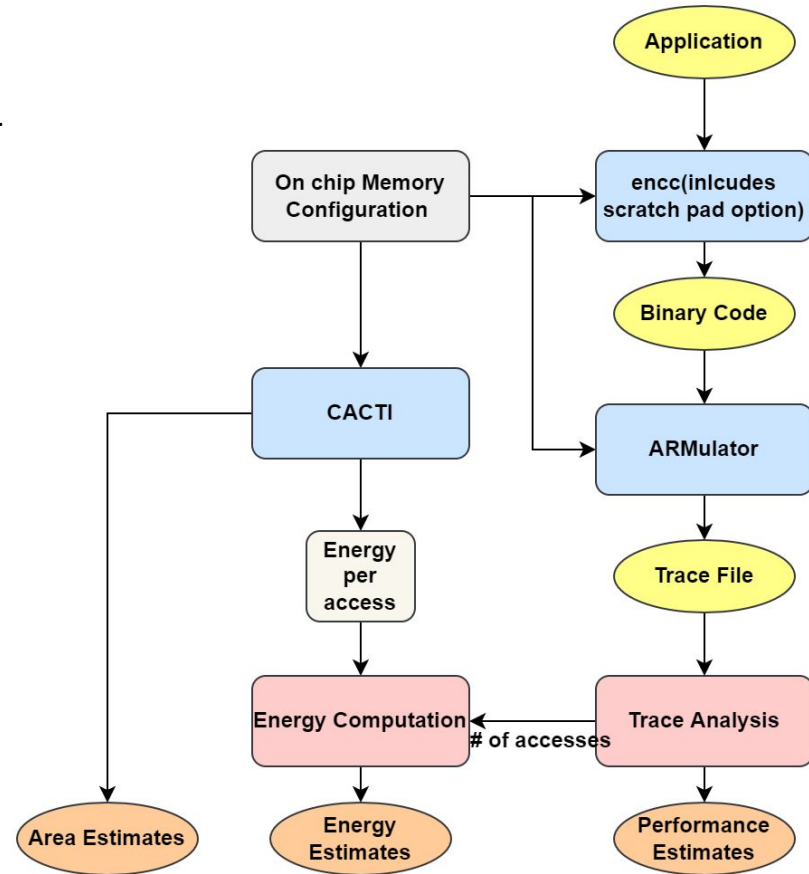 Application
On chip Memory
Configuration
encc(inlcudes
scratch pad option)
Binary Code
CACTI
ARMulator
Energy
per
access
Trace File
Energy Computation
# of accesses
Trace Analysis
Area Estimates
Energy
Estimates
Performance
Estimates